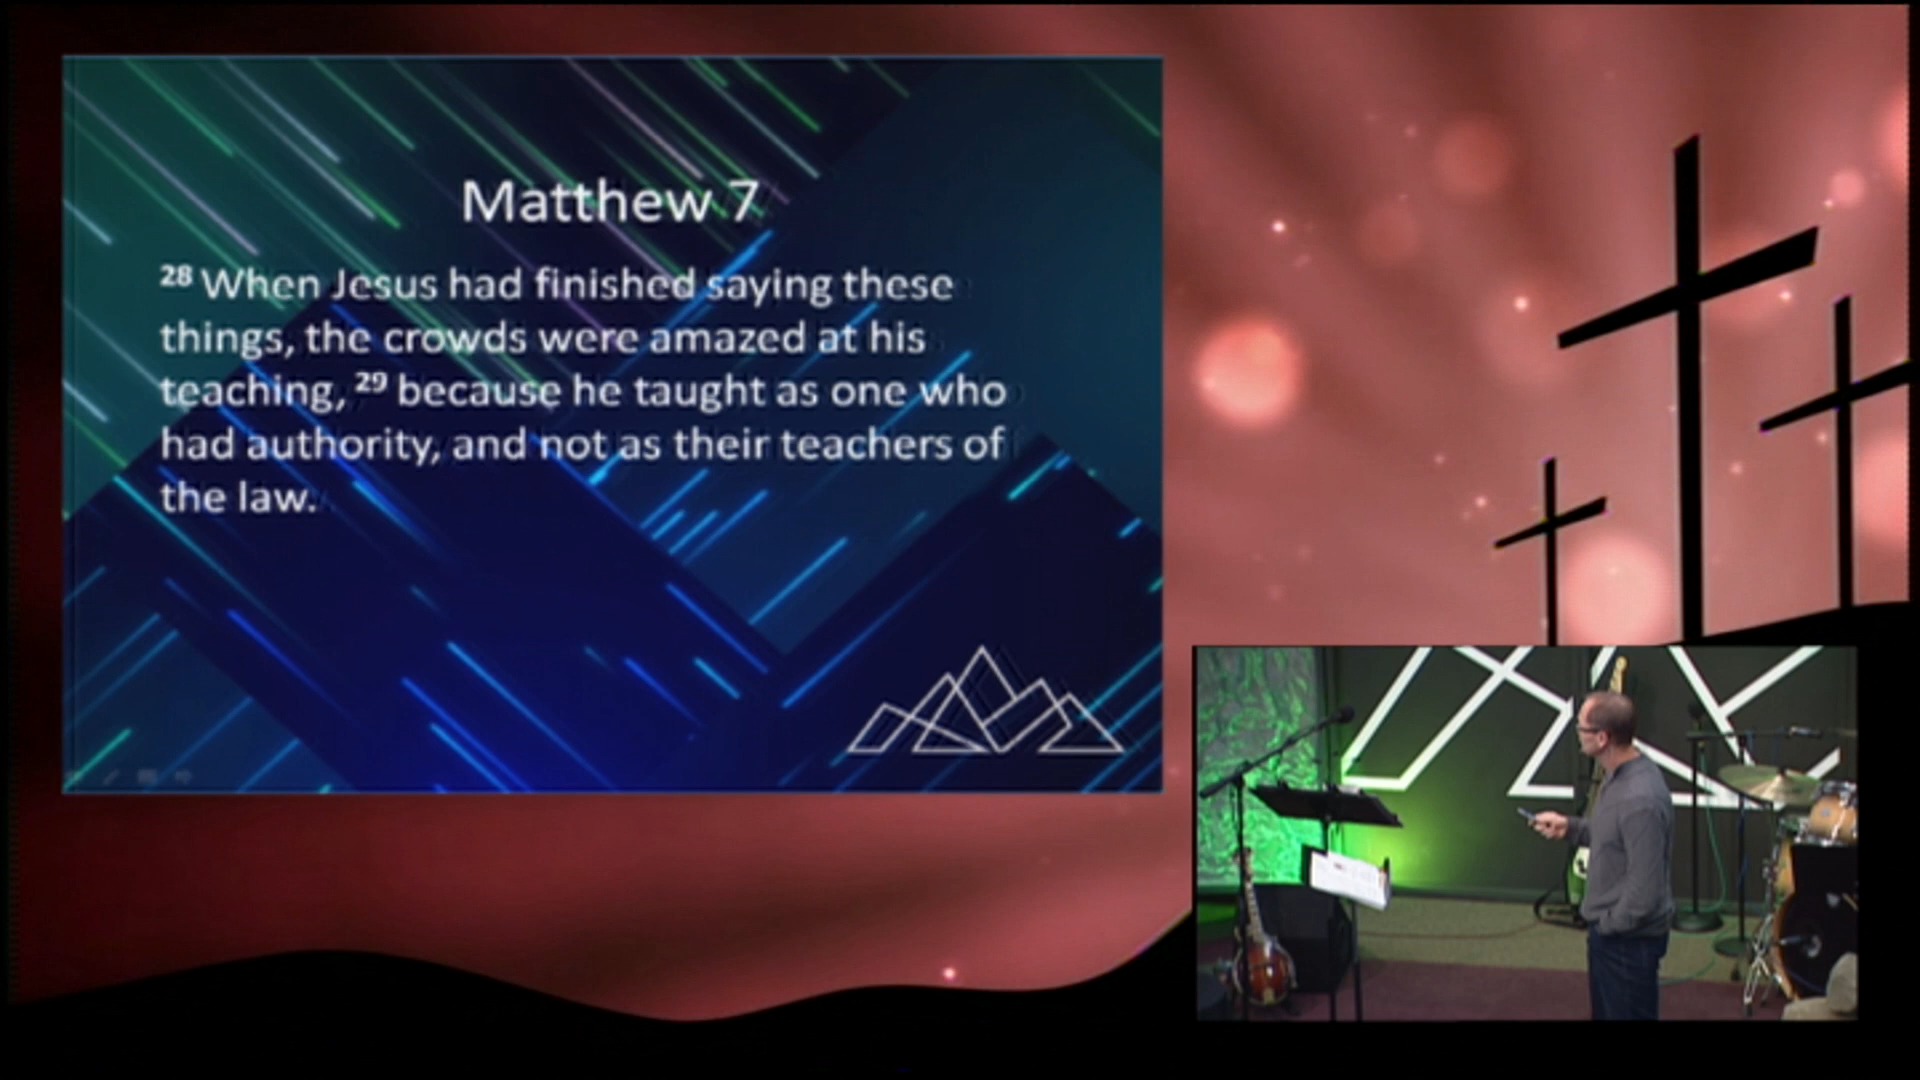 Matthew 7
28 When Jesus had finished saying these
things, the crowds were amazed at his
teaching, 29 because he taught as one who
had authority, and not as their teachers of
the law.